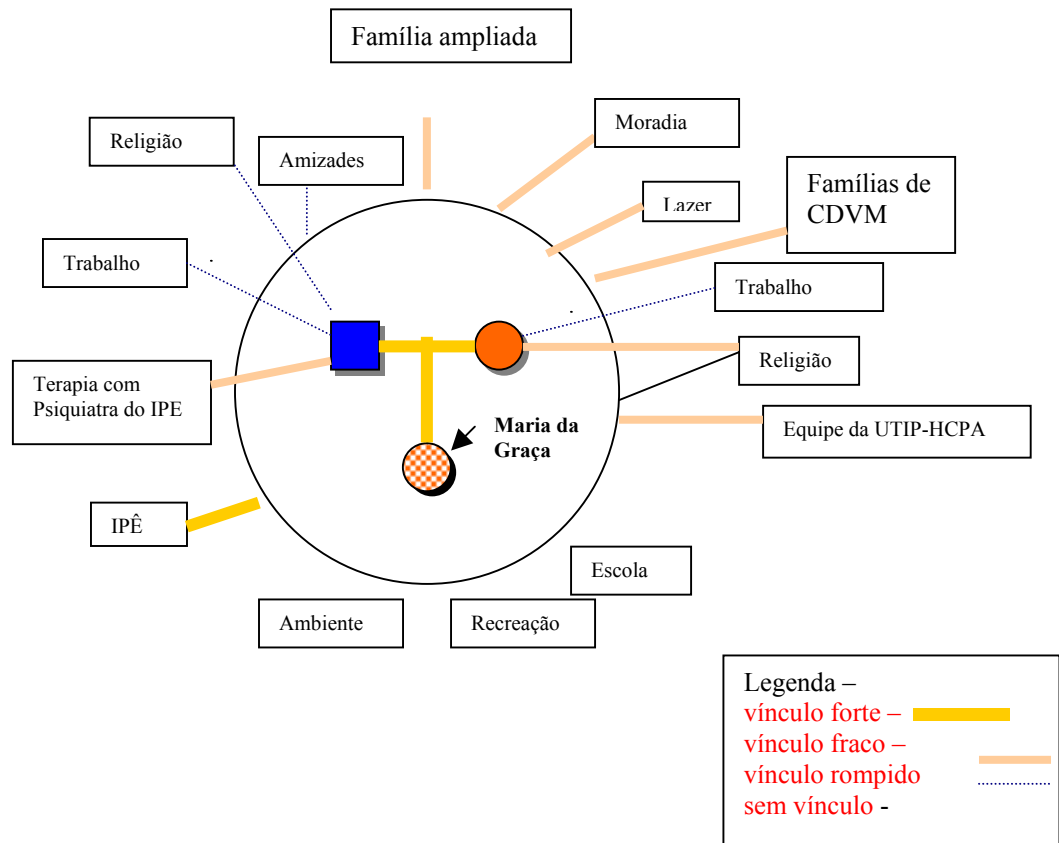 Família ampliada
Religião
Amizades
Moradia
Lazer
Famílias de
CDVM
Trabalho
Trabalho
Terapia com
Psiquiatra do IPE
Religião
Maria da
Graça
Equipe da UTIP-HCPA
IPÊ
Escola
Ambiente
Recreação
Legenda –
vínculo forte –
vínculo fraco –
vínculo rompido
sem vínculo -